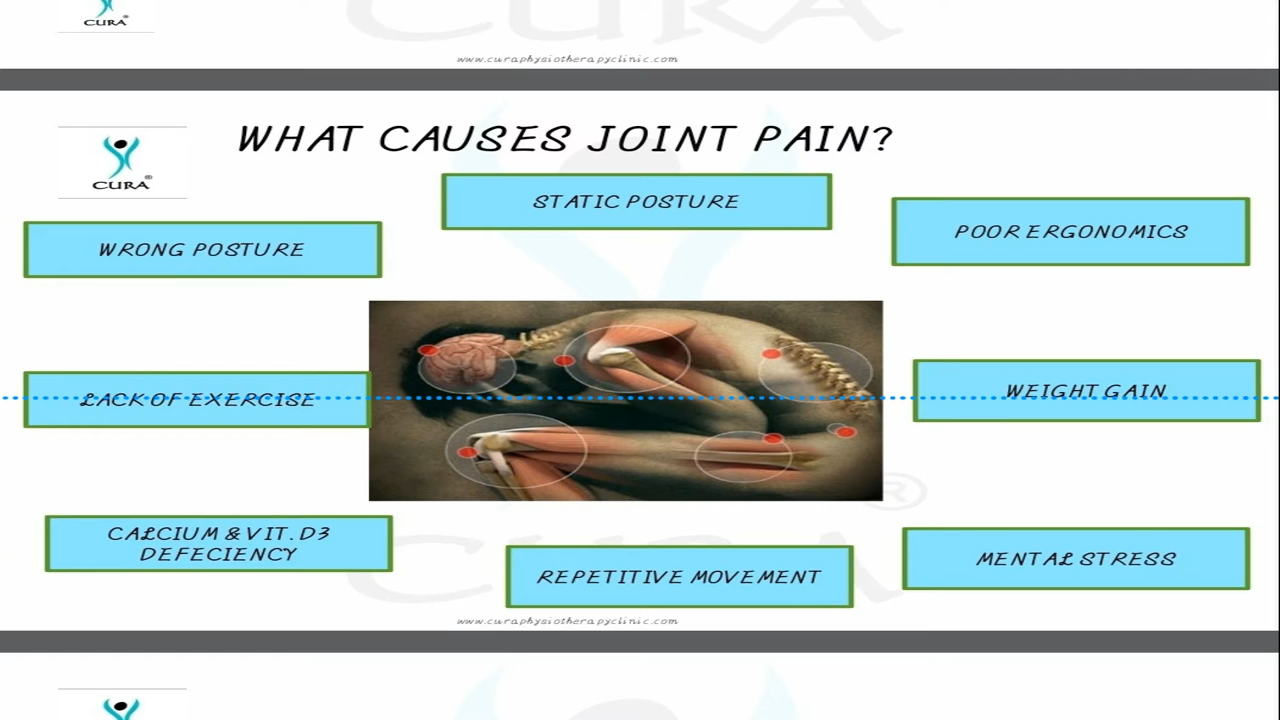 CURA
www.curaphysiotherapyclinic.com
CURA®
WHAT CAUSES JOINT PAIN?
STATIC POSTURE
POOR ERGONOMICS
WRONG POSTURE
LACK OF EXERCISE
WEIGHT GAIN
CALCIUM & VIT. D3
DEFECIENCY
REPETITIVE MOVEMENT
MENTAL STRESS
CURA®
www.curaphysiotherapyclinic.com